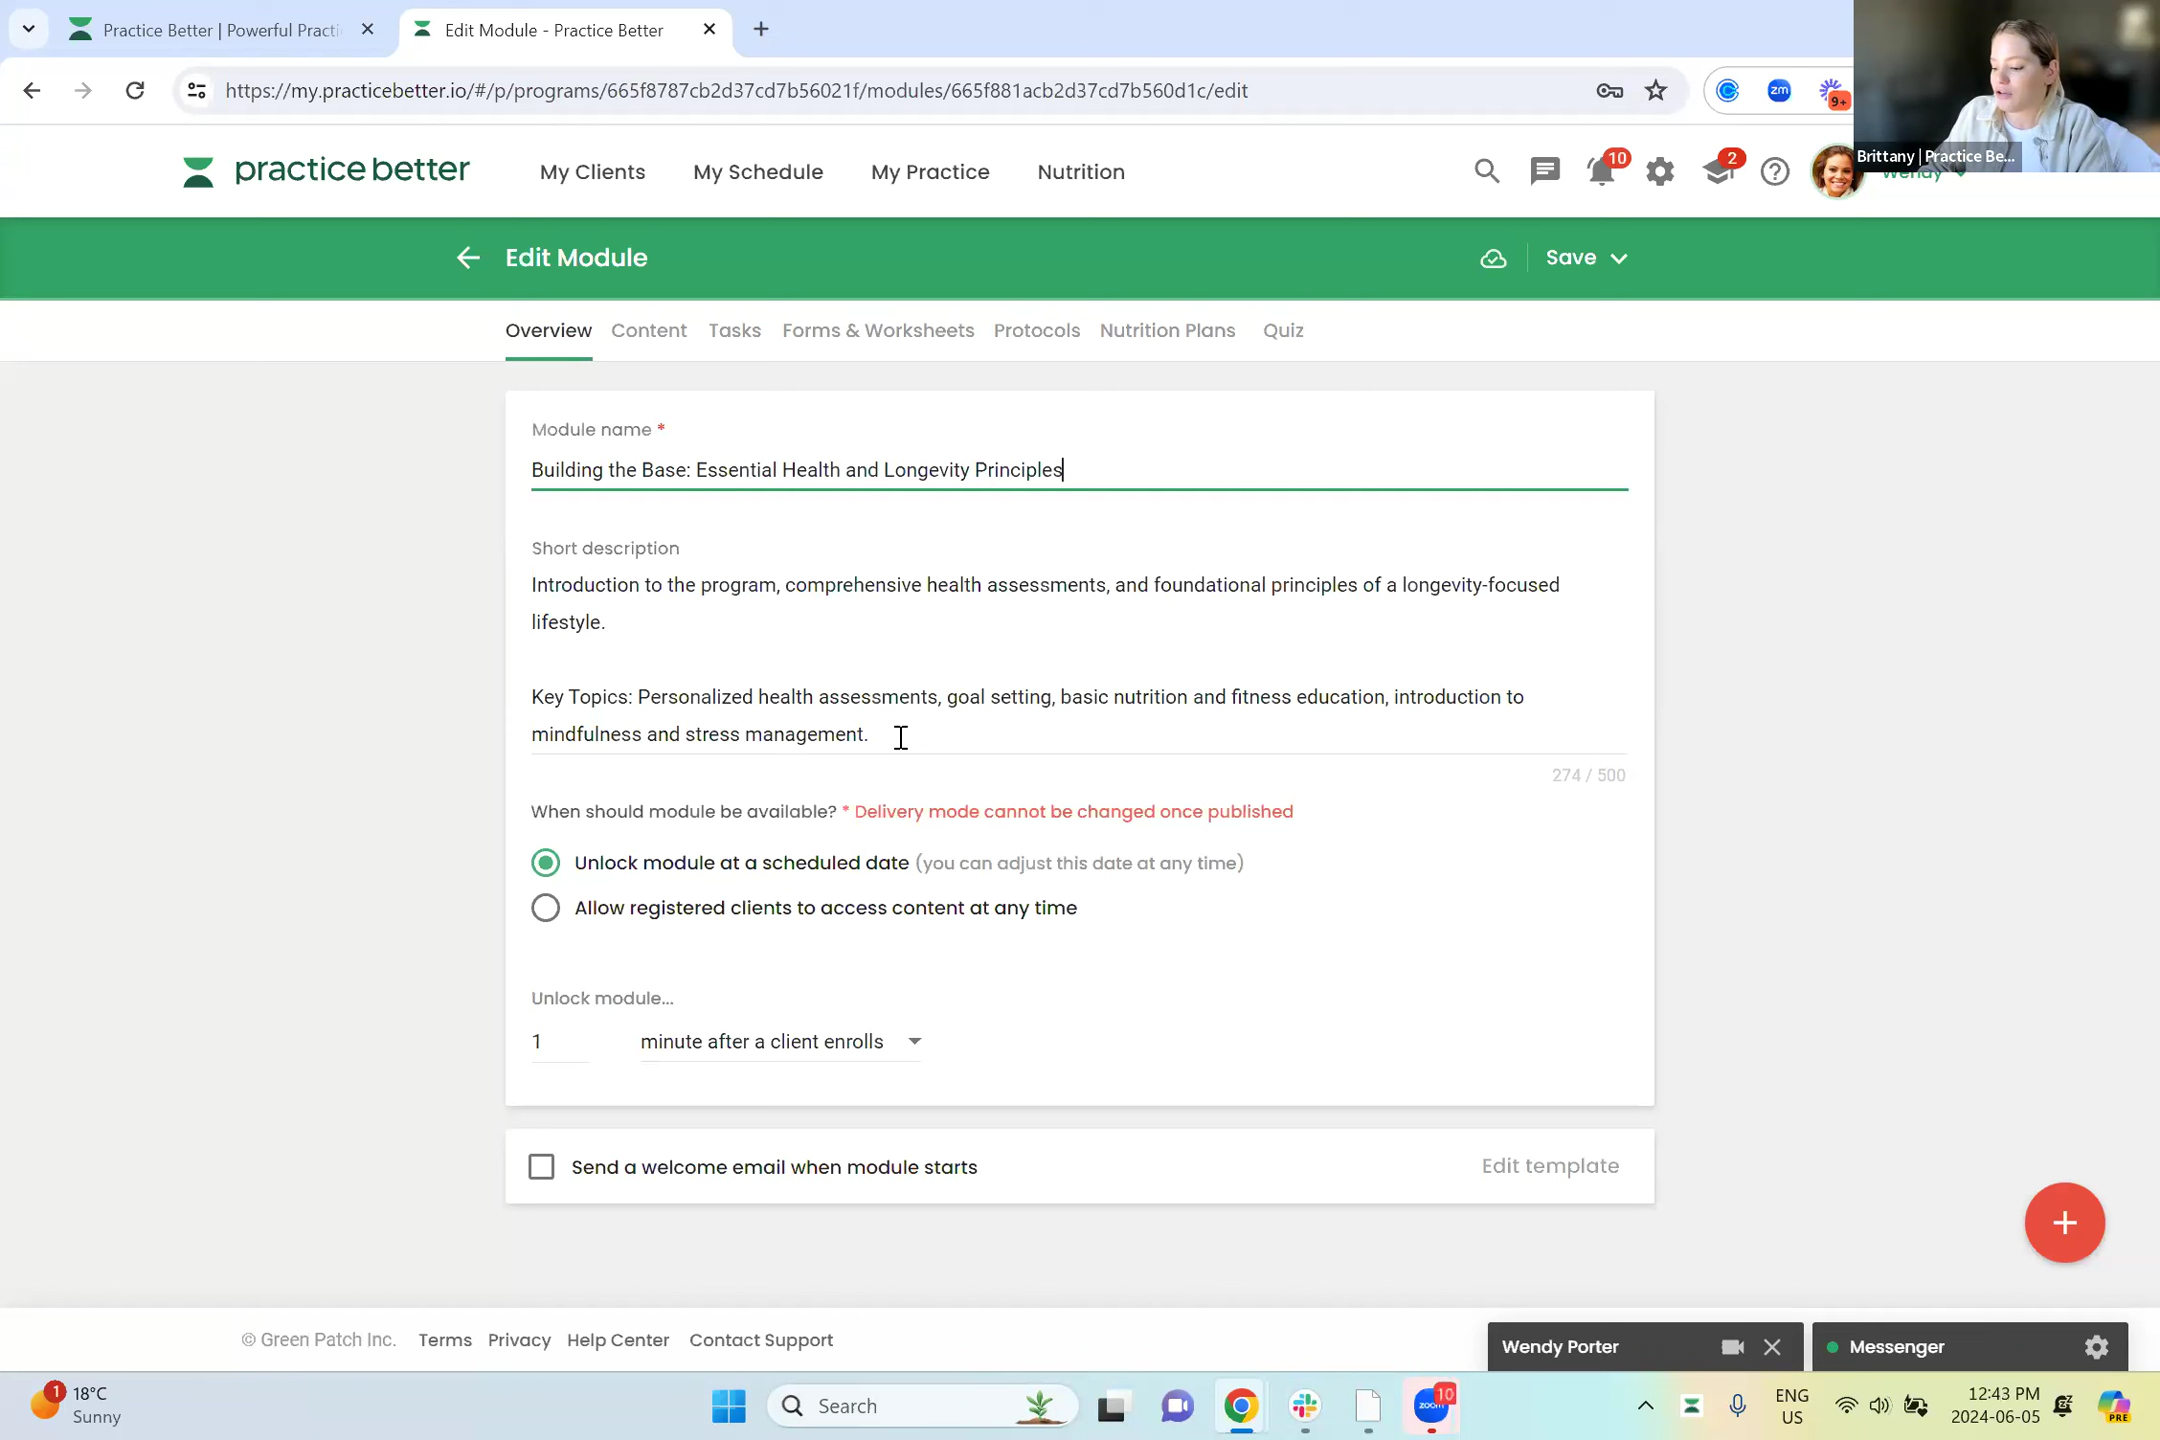 Practice Better | Powerful Practi
Edit Module - Practice Better
https://my.practicebetter.io/#/p/programs/665f8787cb2d37cd7b56021f/modules/665f881acb2d37cd7b560d1c/edit
zm
9+
Brittany | Practice Be...
practice better
My Clients
My Schedule
My Practice
Nutrition
10
2
Wendy
Edit Module
Save
Overview
Content
Tasks
Forms & Worksheets
Protocols
Nutrition Plans
Quiz
Module name *
Building the Base: Essential Health and Longevity Principles
Short description
Introduction to the program, comprehensive health assessments, and foundational principles of a longevity-focused
lifestyle.
Key Topics: Personalized health assessments, goal setting, basic nutrition and fitness education, introduction to
mindfulness and stress management.
274 / 500
When should module be available? * Delivery mode cannot be changed once published
Unlock module at a scheduled date (you can adjust this date at any time)
Allow registered clients to access content at any time
Unlock module...
1 minute after a client enrolls
Send a welcome email when module starts
Edit template
+
© Green Patch Inc.
Terms
Privacy
Help Center
Contact Support
Wendy Porter
Messenger
1
18°C
Sunny
Search
zoom
10
ENG
US
12:43 PM
2024-06-05
PRE